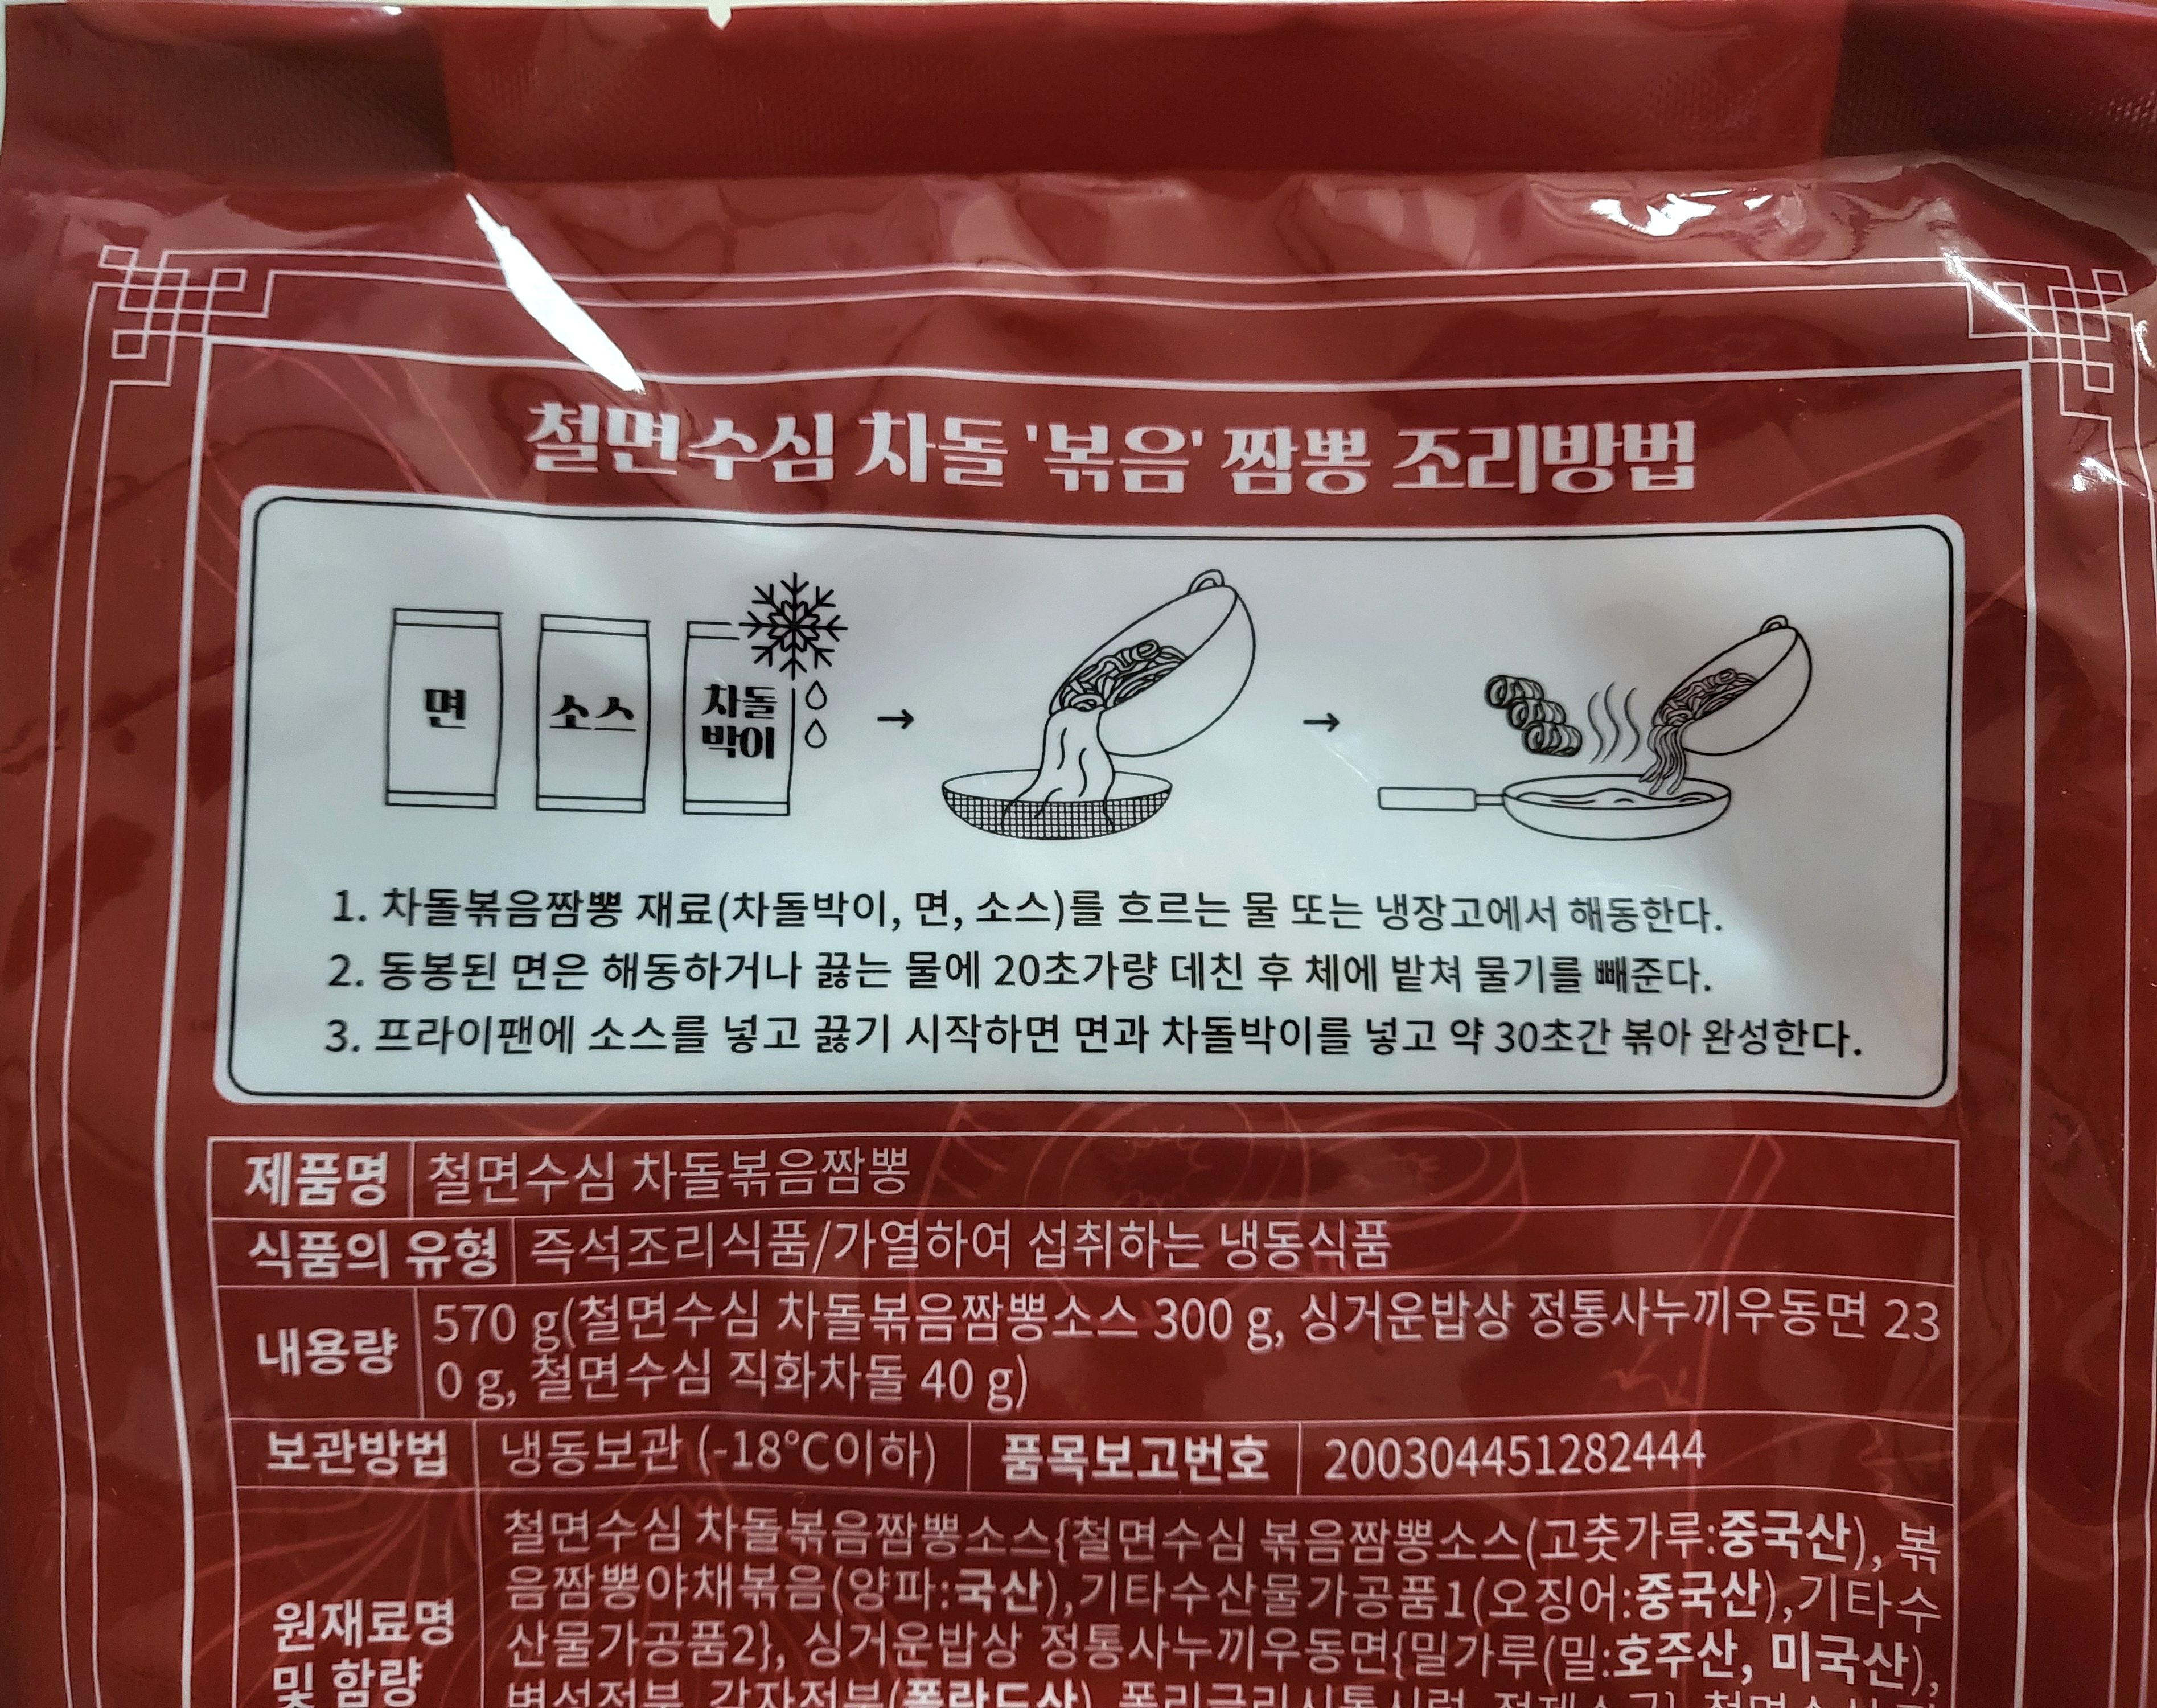 철면수심 차돌 '볶음' 짬뽕 조리방법
면
소스
차돌
박이
1. 차돌볶음짬뽕 재료(차돌박이, 면, 소스)를 흐르는 물 또는 냉장고에서 해동한다.
2. 동봉된 면은 해동하거나 끓는 물에 20초가량 데친 후 체에 밭쳐 물기를 빼준다.
3. 프라이팬에 소스를 넣고 끓기 시작하면 면과 차돌박이를 넣고 약 30초간 볶아 완성한다.
제품명 철면수심 차돌볶음짬뽕
식품의 유형 즉석조리식품/가열하여 섭취하는 냉동식품
내용량 570 g(철면수심 차돌볶음짬뽕소스 300 g, 싱거운밥상 정통사누끼우동면 23
0 g, 철면수심 직화차돌 40 g)
보관방법 냉동보관 (-18℃이하) 품목보고번호 200304451282444
원재료명
및 함량
철면수심 차돌볶음짬뽕소스{철면수심 볶음짬뽕소스(고춧가루:중국산), 볶
음짬뽕야채볶음(양파:국산),기타수산물가공품1(오징어:중국산),기타수
산물가공품2}, 싱거운밥상 정통사누끼우동면{밀가루(밀:호주산, 미국산),